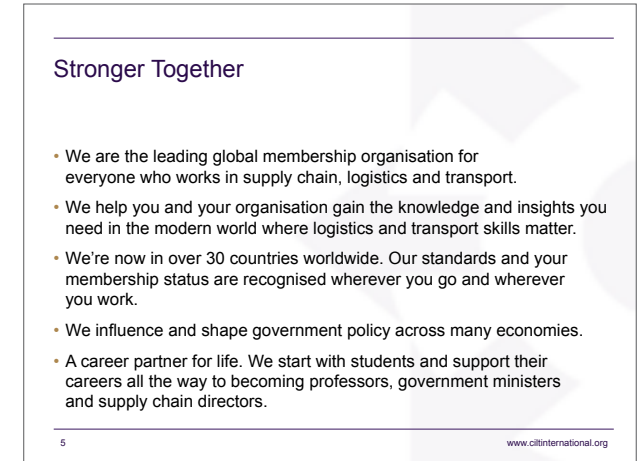 Stronger Together
• We are the leading global membership organisation for
everyone who works in supply chain, logistics and transport.
• We help you and your organisation gain the knowledge and insights you
need in the modern world where logistics and transport skills matter.
• We’re now in over 30 countries worldwide. Our standards and your
membership status are recognised wherever you go and wherever
you work.
• We influence and shape government policy across many economies.
• A career partner for life. We start with students and support their
careers all the way to becoming professors, government ministers
and supply chain directors.
5
www.ciltinternational.org